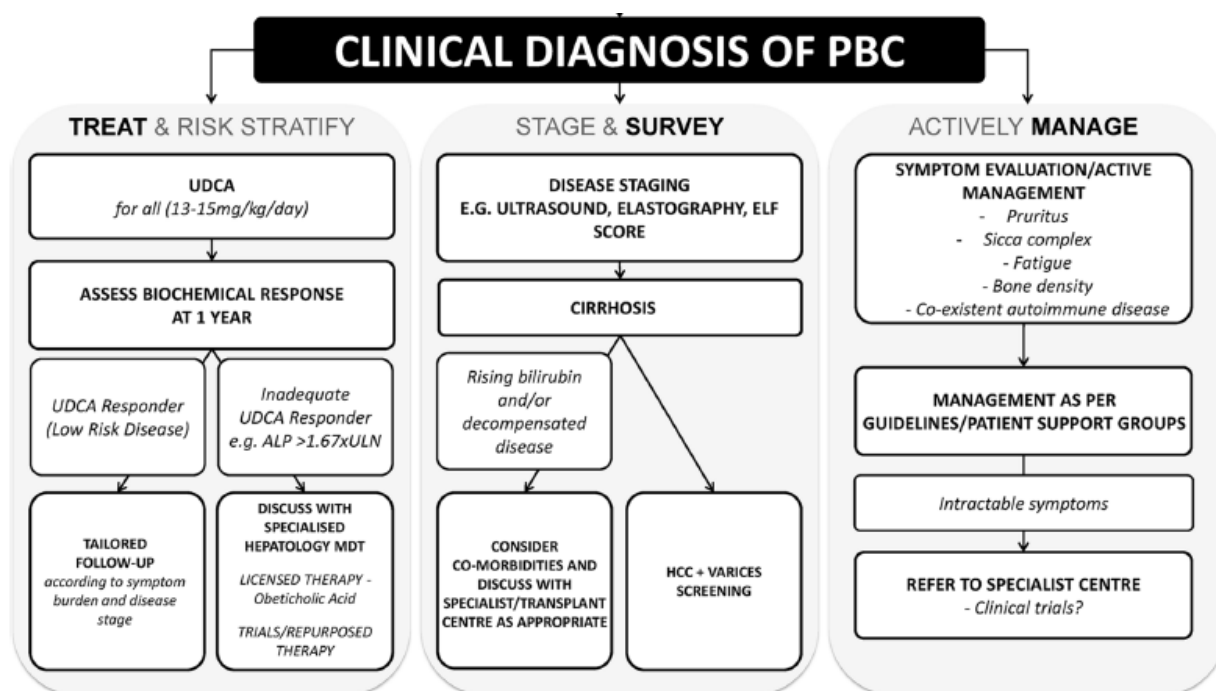 CLINICAL DIAGNOSIS OF PBC
TREAT & RISK STRATIFY
UDCA
for all (13-15mg/kg/day)
ASSESS BIOCHEMICAL RESPONSE
AT 1 YEAR
UDCA Responder
(Low Risk Disease)
Inadequate
UDCA Responder
e.g. ALP >1.67xULN
TAILORED
FOLLOW-UP
according to symptom
burden and disease
stage
DISCUSS WITH
SPECIALISED
HEPATOLOGY MDT
LICENSED THERAPY -
Obeticholic Acid
TRIALS/REPURPOSED
THERAPY
STAGE & SURVEY
DISEASE STAGING
E.G. ULTRASOUND, ELASTOGRAPHY, ELF
SCORE
CIRRHOSIS
Rising bilirubin
and/or
decompensated
disease
CONSIDER
CO-MORBIDITIES AND
DISCUSS WITH
SPECIALIST/TRANSPLANT
CENTRE AS APPROPRIATE
HCC + VARICES
SCREENING
ACTIVELY MANAGE
SYMPTOM EVALUATION/ACTIVE
MANAGEMENT
- Pruritus
- Sicca complex
- Fatigue
- Bone density
- Co-existent autoimmune disease
MANAGEMENT AS PER
GUIDELINES/PATIENT SUPPORT GROUPS
Intractable symptoms
REFER TO SPECIALIST CENTRE
- Clinical trials?